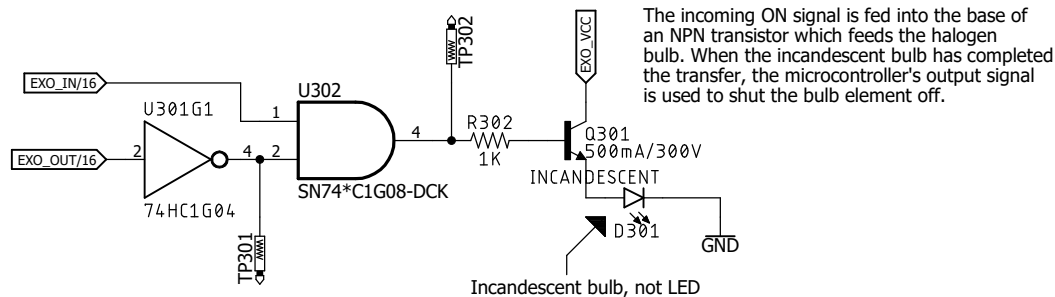 The incoming ON signal is fed into the base of
an NPN transistor which feeds the halogen
bulb. When the incandescent bulb has completed
the transfer, the microcontroller's output signal
is used to shut the bulb element off.
TP302
EXO_VCC
EXO_IN/16
U302
U301G1
1
R302
4
Q301
EXO_OUT/16
2
4
2
1K
500mA/300V
INCANDESCENT
SN74*C1G08-DCK
74HC1G04
D301
TP301
GND
Incandescent bulb, not LED